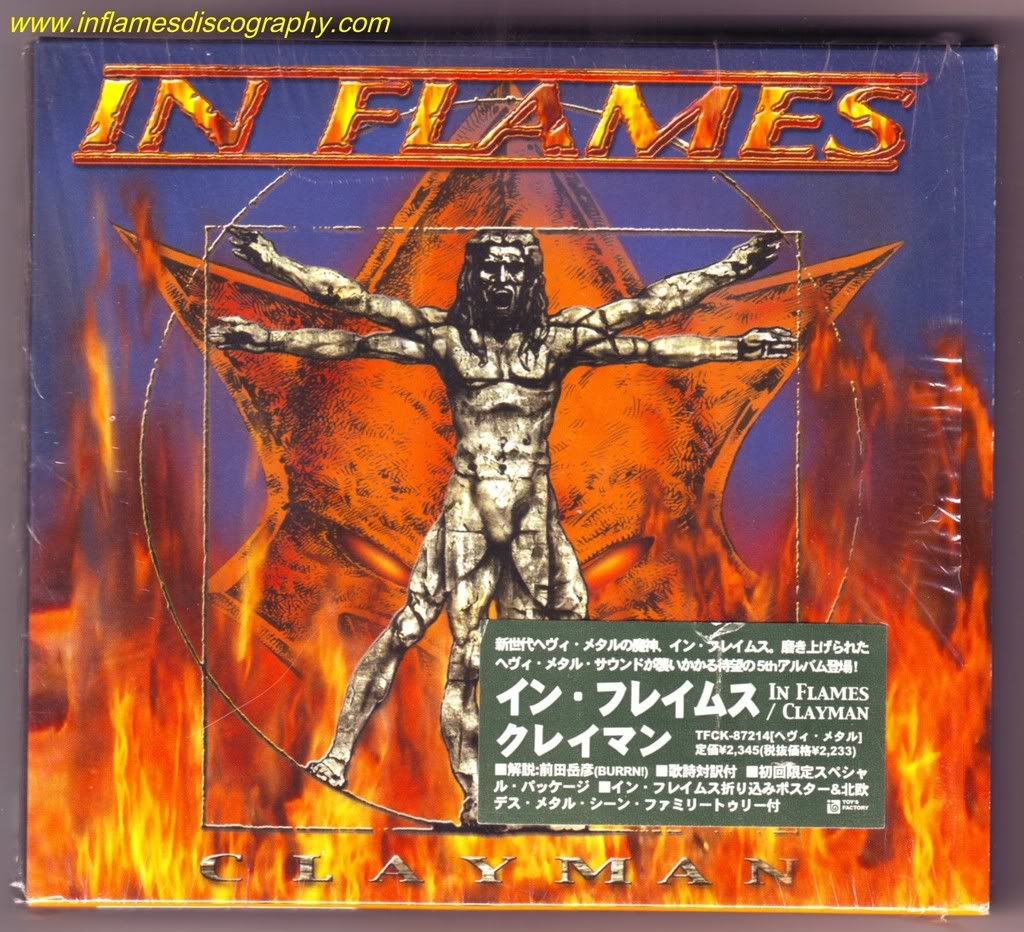 www.inflamesdiscography.com
IN FLAMES
新世代ヘヴィ・メタルの魔神、イン・フレイムス。磨き上げられた
ヘヴィ・メタル・サウンドが襲いかかる待望の5thアルバム登場!
イン・フレイムス
IN FLAMES
/ CLAYMAN
クレイマン
TFCK-87214[ヘヴィ・メタル]
定価¥2,345(税抜価格¥2,233)
■解説:前田岳彦(BURRN!) ■歌詩対訳付 ■初回限定スペシャ
ル・パッケージ ■イン・フレイムス折り込みポスター&北欧
デス・メタル・シーン・ファミリートゥリー付
TOY'S
FACTORY
CLAYMAN